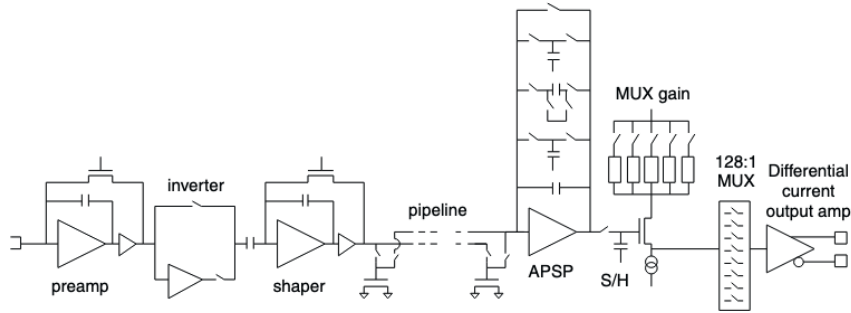 MUX gain
128:1
MUX
Differential
current
output amp
inverter
pipeline
preamp
shaper
APSP
S/H